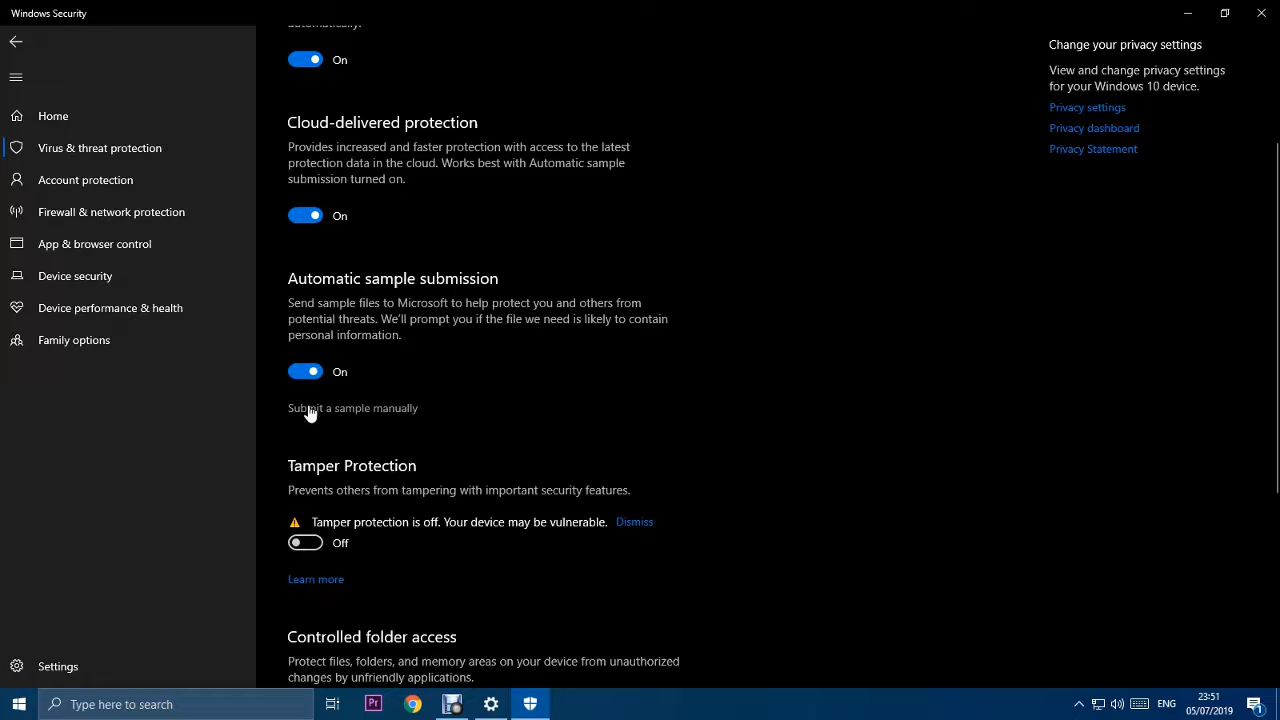 Windows Security
Home
Virus & threat protection
Account protection
Firewall & network protection
App & browser control
Device security
Device performance & health
Family options
Settings
automatically.
On
Cloud-delivered protection
Provides increased and faster protection with access to the latest
protection data in the cloud. Works best with Automatic sample
submission turned on.
On
Automatic sample submission
Send sample files to Microsoft to help protect you and others from
potential threats. We'll prompt you if the file we need is likely to contain
personal information.
On
Submit a sample manually
Tamper Protection
Prevents others from tampering with important security features.
Tamper protection is off. Your device may be vulnerable. Dismiss
Off
Learn more
Controlled folder access
Protect files, folders, and memory areas on your device from unauthorized
changes by unfriendly applications.
Change your privacy settings
View and change privacy settings
for your Windows 10 device.
Privacy settings
Privacy dashboard
Privacy Statement
Type here to search
Pr
ENG
23:51
05/07/2019
1